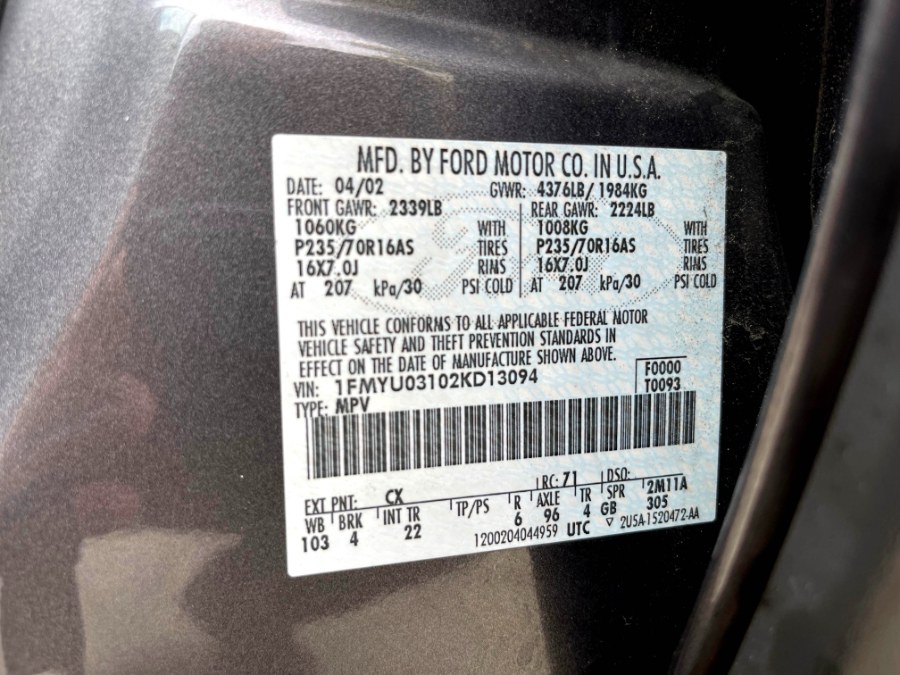 MFD. BY FORD MOTOR CO. IN U.S.A.
DATE: 04/02 GVWR: 4376LB/ 1984KG
FRONT GAWR: 2339LB REAR GAWR: 2224LB
1060KG WITH 1008KG WITH
P235/70R16AS TIRES P235/70R16AS TIRES
16X7.0J RIMS 16X7.0J RIMS
AT 207 kPa/30 PSI COLD AT 207 kPa/30 PSI COLD
THIS VEHICLE CONFORMS TO ALL APPLICABLE FEDERAL MOTOR
VEHICLE SAFETY AND THEFT PREVENTION STANDARDS IN
EFFECT ON THE DATE OF MANUFACTURE SHOWN ABOVE.
VIN: 1FMYU03102KD13094 F0000
TYPE: MPV T0093
EXT PNT: CX RC: 71 DSO:
WB BRK INT TR TP/PS R AXLE TR SPR 2M11A
103 4 22 6 96 4 GB 305
1200204044959 UTC ▽ 2U5A-1520472-AA